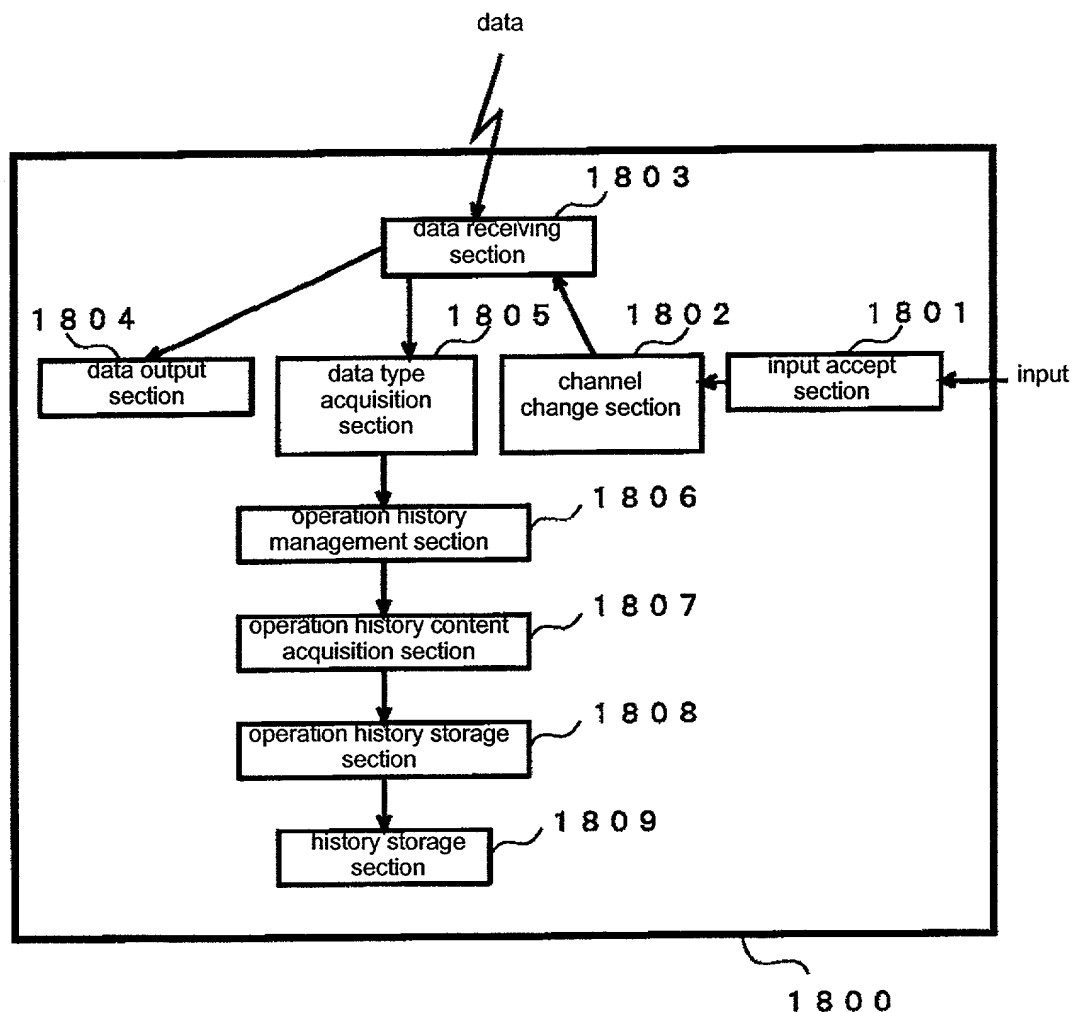 data
1803
data receiving
section
1804
1805
1802
1801
data output
section
data type
acquisition
section
channel
change section
input accept
section
input
1806
operation history
management section
1807
operation history content
acquisition section
1808
operation history storage
section
1809
history storage
section
1800